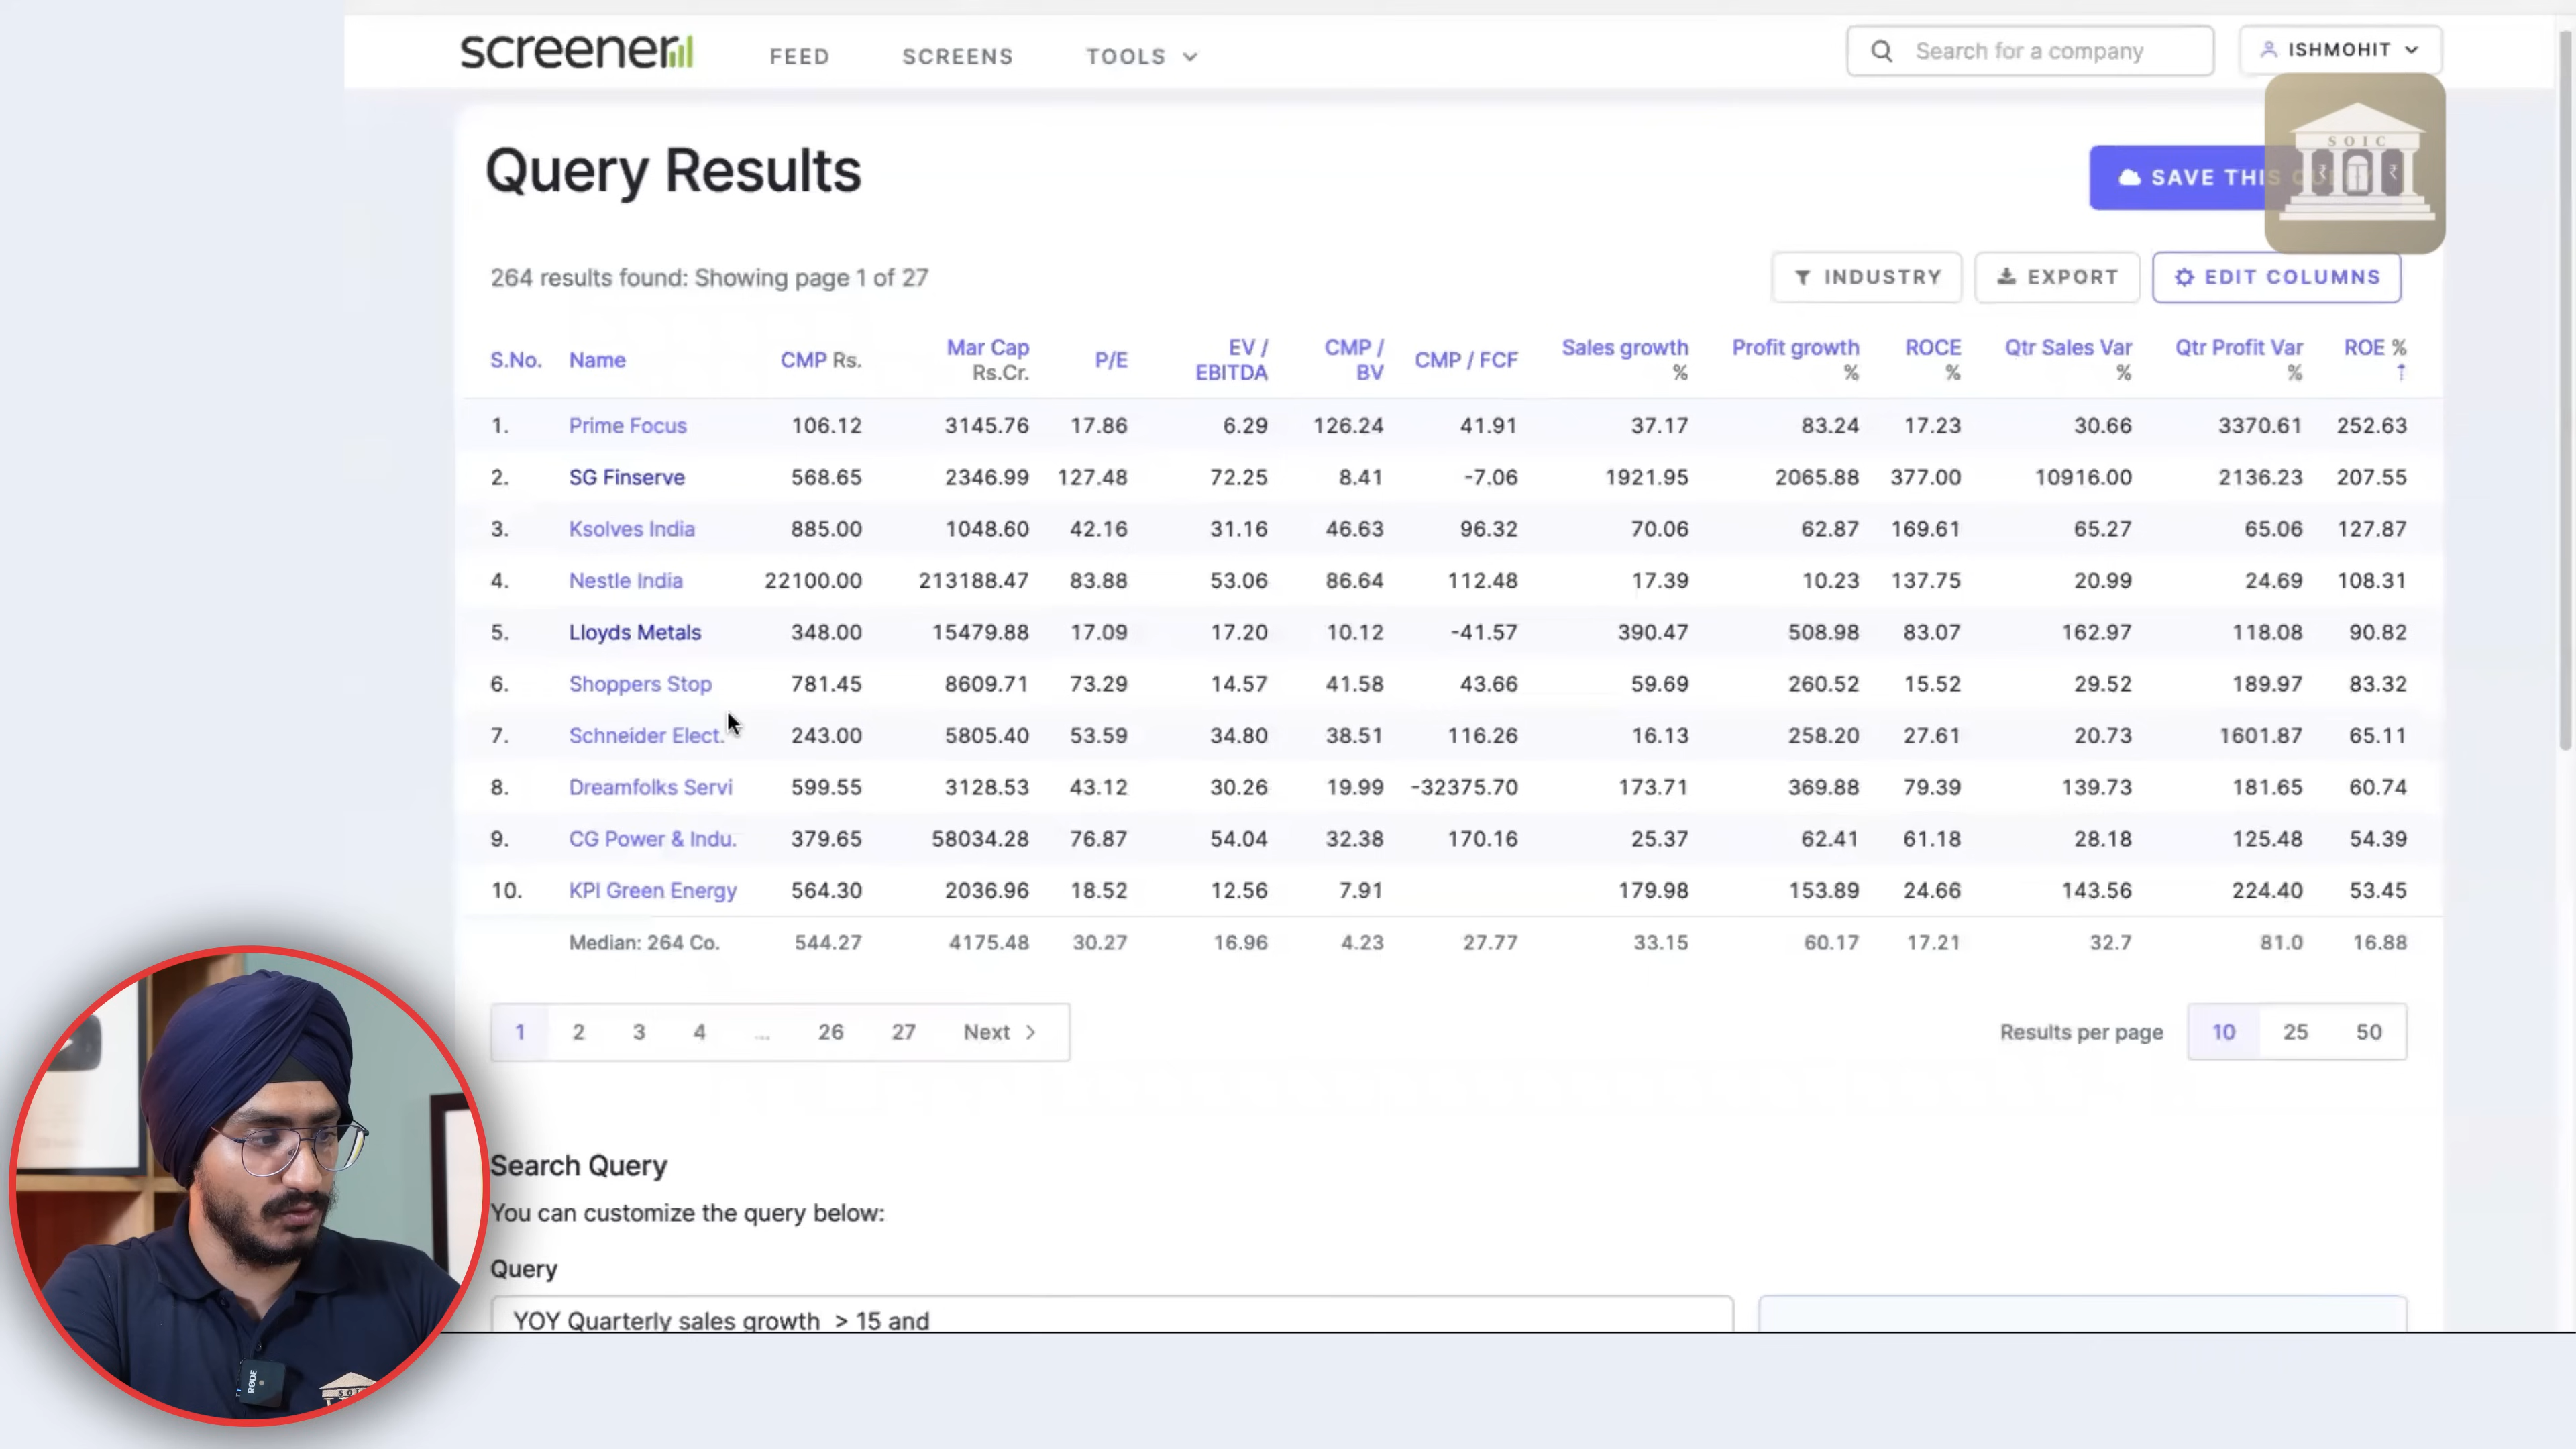 screener FEED SCREENS TOOLS Search for a company ISHMOHIT
SOIC
Query Results
SAVE THIS
264 results found: Showing page 1 of 27 INDUSTRY EXPORT EDIT COLUMNS
S.No. Name CMP Rs. Mar Cap Rs.Cr. P/E EV / EBITDA CMP / BV CMP / FCF Sales growth % Profit growth % ROCE % Qtr Sales Var % Qtr Profit Var % ROE % ↑
1. Prime Focus 106.12 3145.76 17.86 6.29 126.24 41.91 37.17 83.24 17.23 30.66 3370.61 252.63
2. SG Finserve 568.65 2346.99 127.48 72.25 8.41 -7.06 1921.95 2065.88 377.00 10916.00 2136.23 207.55
3. Ksolves India 885.00 1048.60 42.16 31.16 46.63 96.32 70.06 62.87 169.61 65.27 65.06 127.87
4. Nestle India 22100.00 213188.47 83.88 53.06 86.64 112.48 17.39 10.23 137.75 20.99 24.69 108.31
5. Lloyds Metals 348.00 15479.88 17.09 17.20 10.12 -41.57 390.47 508.98 83.07 162.97 118.08 90.82
6. Shoppers Stop 781.45 8609.71 73.29 14.57 41.58 43.66 59.69 260.52 15.52 29.52 189.97 83.32
7. Schneider Elect. 243.00 5805.40 53.59 34.80 38.51 116.26 16.13 258.20 27.61 20.73 1601.87 65.11
8. Dreamfolks Servi 599.55 3128.53 43.12 30.26 19.99 -32375.70 173.71 369.88 79.39 139.73 181.65 60.74
9. CG Power & Indu. 379.65 58034.28 76.87 54.04 32.38 170.16 25.37 62.41 61.18 28.18 125.48 54.39
10. KPI Green Energy 564.30 2036.96 18.52 12.56 7.91 179.98 153.89 24.66 143.56 224.40 53.45
Median: 264 Co. 544.27 4175.48 30.27 16.96 4.23 27.77 33.15 60.17 17.21 32.7 81.0 16.88
1 2 3 4 ... 26 27 Next > Results per page 10 25 50
Search Query
You can customize the query below:
Query
YOY Quarterly sales growth > 15 and
RØDE
SOIC